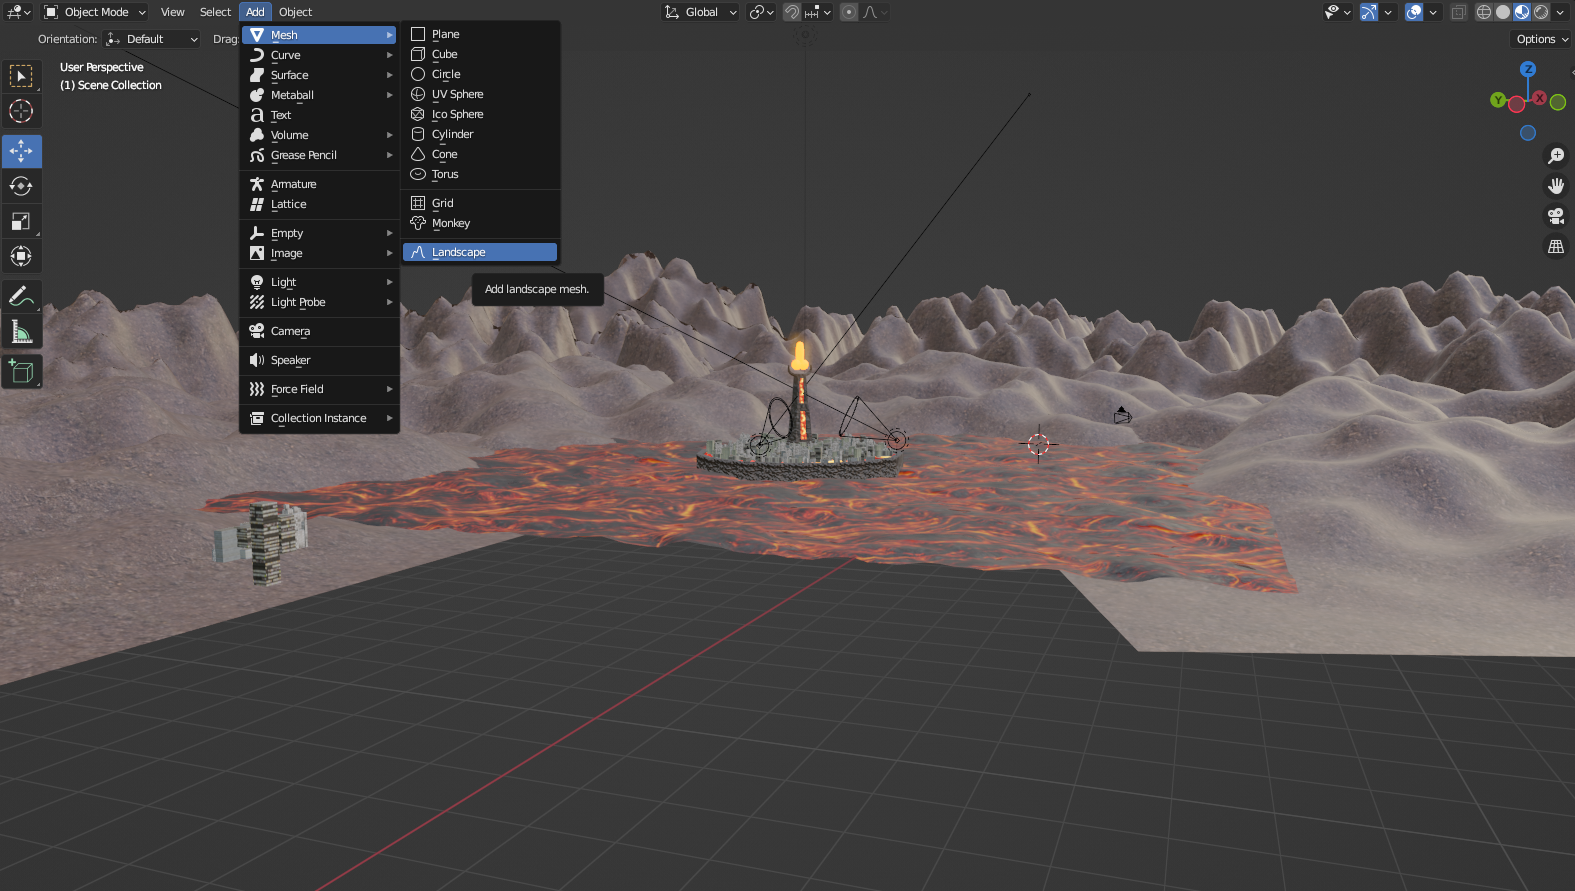 Object Mode
View
Select
Add
Object
Global
Orientation:
Default
Drag:
Options
User Perspective
(1) Scene Collection
Mesh
Curve
Surface
Metaball
Text
Volume
Grease Pencil
Armature
Lattice
Empty
Image
Light
Light Probe
Camera
Speaker
Force Field
Collection Instance
Plane
Cube
Circle
UV Sphere
Ico Sphere
Cylinder
Cone
Torus
Grid
Monkey
Landscape
Add landscape mesh.
Z
Y
X